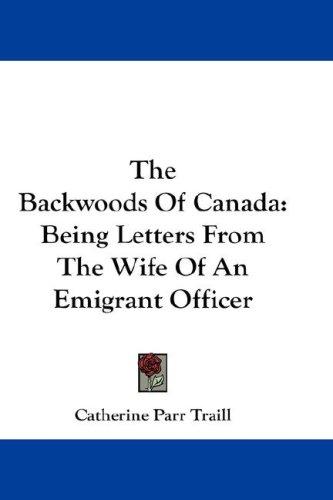 The
Backwoods Of Canada:
Being Letters From
The Wife Of An
Emigrant Officer
Catherine Parr Traill